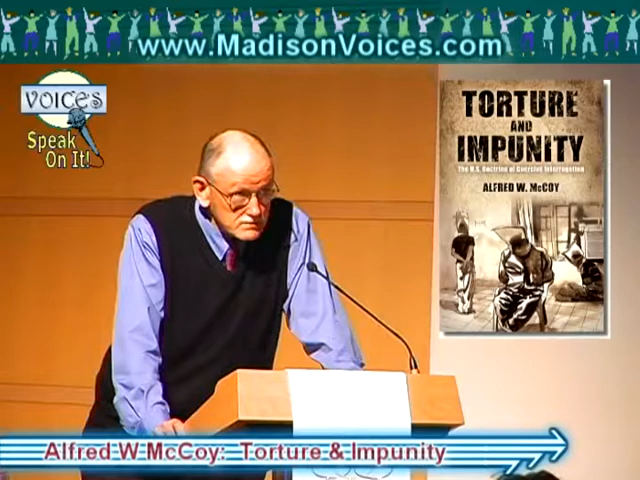 www.MadisonVoices.com
VOICES
Speak
On It!
TORTURE
AND
IMPUNITY
The U.S. Doctrine of Coercive Interrogation
ALFRED W. McCOY
Alfred W McCoy: Torture & Impunity